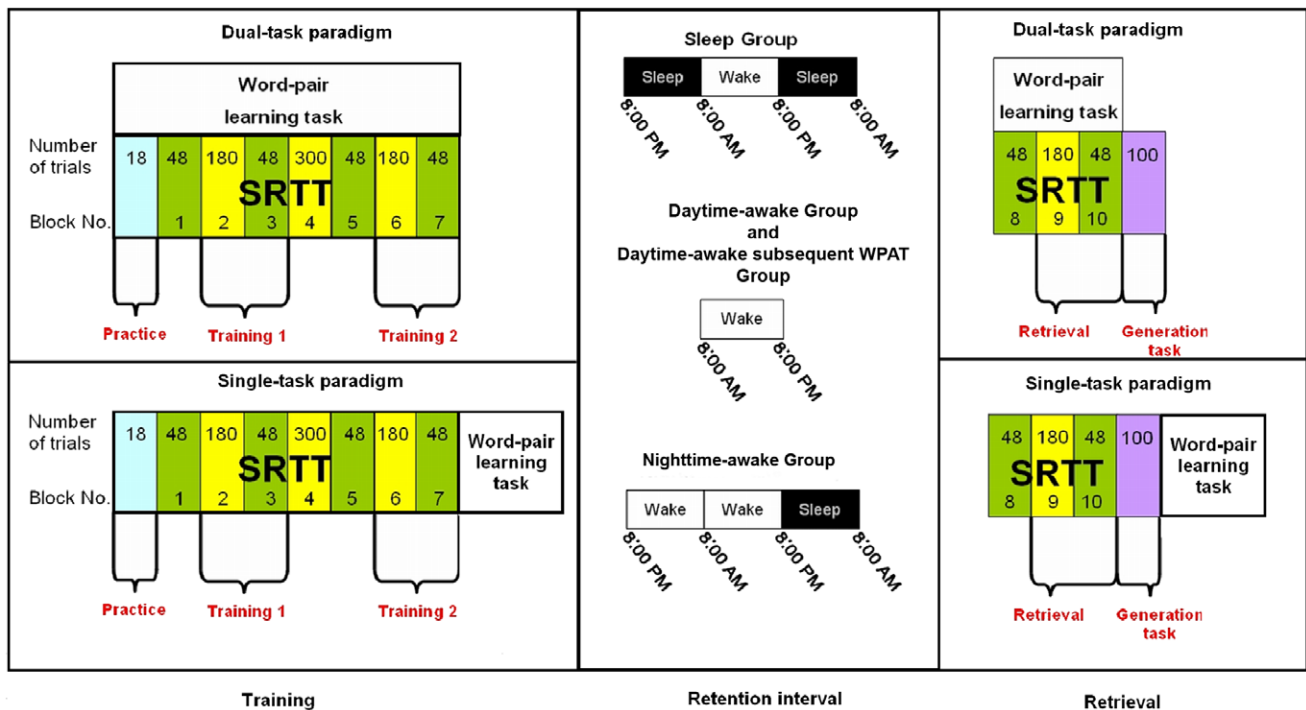 Dual-task paradigm
Word-pair
learning task
Number
of trials
18 48 180 48 300 48 180 48
SRTT
Block No.
1 2 3 4 5 6 7
Practice Training 1 Training 2
Single-task paradigm
Number
of trials
18 48 180 48 300 48 180 48
SRTT
Word-pair
learning
task
Block No.
1 2 3 4 5 6 7
Practice Training 1 Training 2
Training
Sleep Group
Sleep Wake Sleep
8:00 PM 8:00 AM 8:00 PM 8:00 AM
Daytime-awake Group
and
Daytime-awake subsequent WPAT
Group
Wake
8:00 AM 8:00 PM
Nighttime-awake Group
Wake Wake Sleep
8:00 PM 8:00 AM 8:00 PM 8:00 AM
Retention interval
Dual-task paradigm
Word-pair
learning task
48 180 48 100
SRTT
8 9 10
Retrieval Generation
task
Single-task paradigm
48 180 48 100
SRTT
Word-pair
learning
task
8 9 10
Retrieval Generation
task
Retrieval